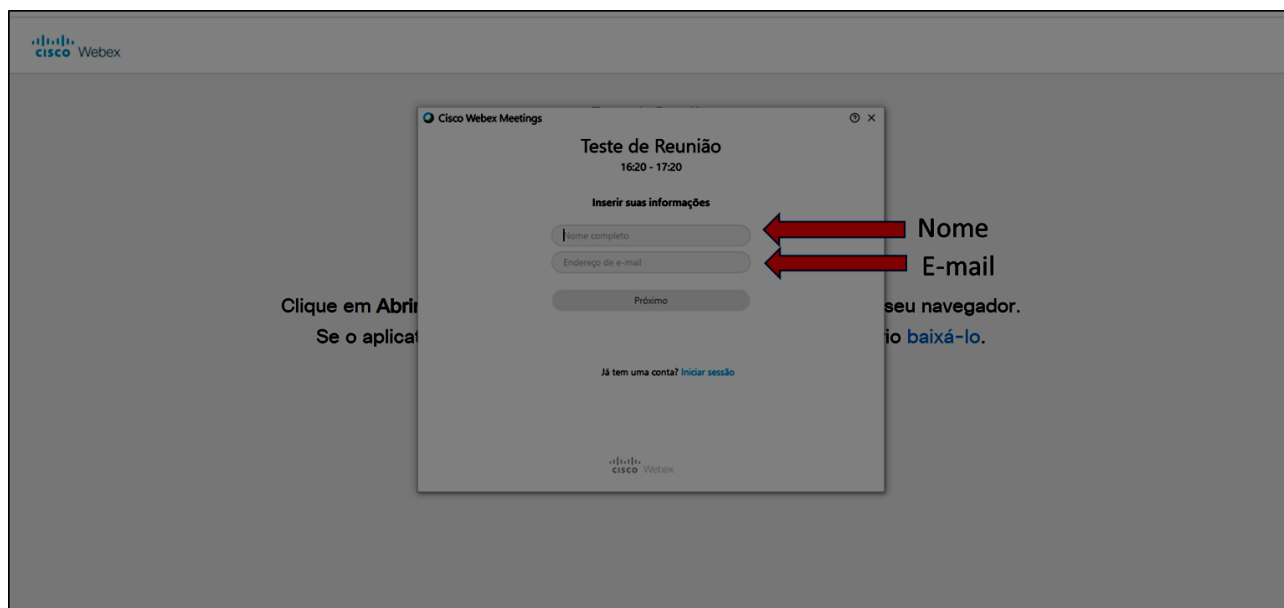 cisco Webex
Cisco Webex Meetings
Teste de Reunião
16:20 - 17:20
Inserir suas informações
Nome completo
Nome
Endereço de e-mail
E-mail
Próximo
Clique em Abrir
seu navegador.
Se o aplicat
io baixá-lo.
Já tem uma conta? Iniciar sessão
cisco Webex